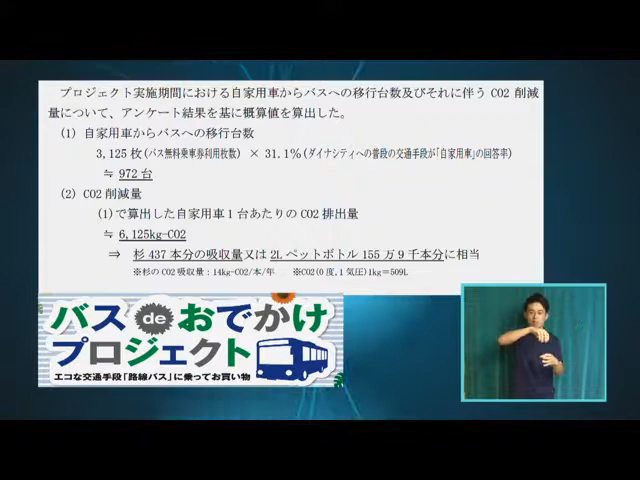 プロジェクト実施期間における自家用車からバスへの移行台数及びそれに伴う CO2 削減
量について、アンケート結果を基に概算値を算出した。
(1) 自家用車からバスへの移行台数
3,125 枚(バス無料乗車券利用枚数) × 31.1%(ダイナシティへの普段の交通手段が「自家用車」の回答率)
≒ 972 台
(2) CO2 削減量
(1)で算出した自家用車 1 台あたりの CO2 排出量
≒ 6,125kg-CO2
⇒ 杉 437 本分の吸収量又は 2L ペットボトル 155 万 9 千本分に相当
※杉の CO2 吸収量:14kg-CO2/本/年 ※CO2(0 度,1 気圧)1kg=509L
バス de おでかけ
プロジェクト
エコな交通手段「路線バス」に乗ってお買い物